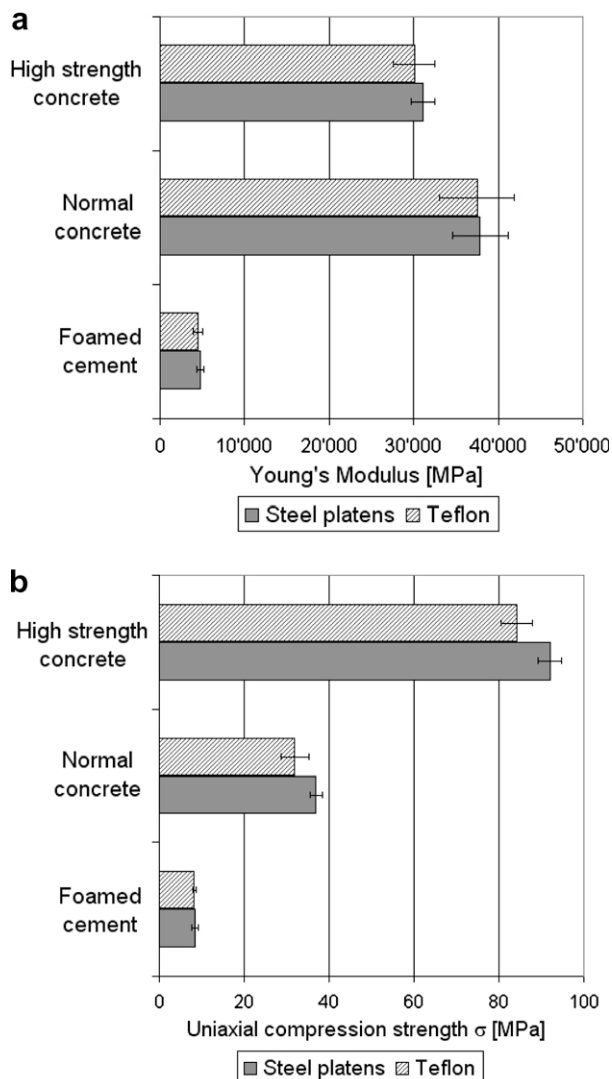 a
High strength
concrete
Normal
concrete
Foamed
cement
0 10'000 20'000 30'000 40'000 50'000
Young's Modulus [MPa]
Steel platens Teflon
b
High strength
concrete
Normal
concrete
Foamed
cement
0 20 40 60 80 100
Uniaxial compression strength σ [MPa]
Steel platens Teflon